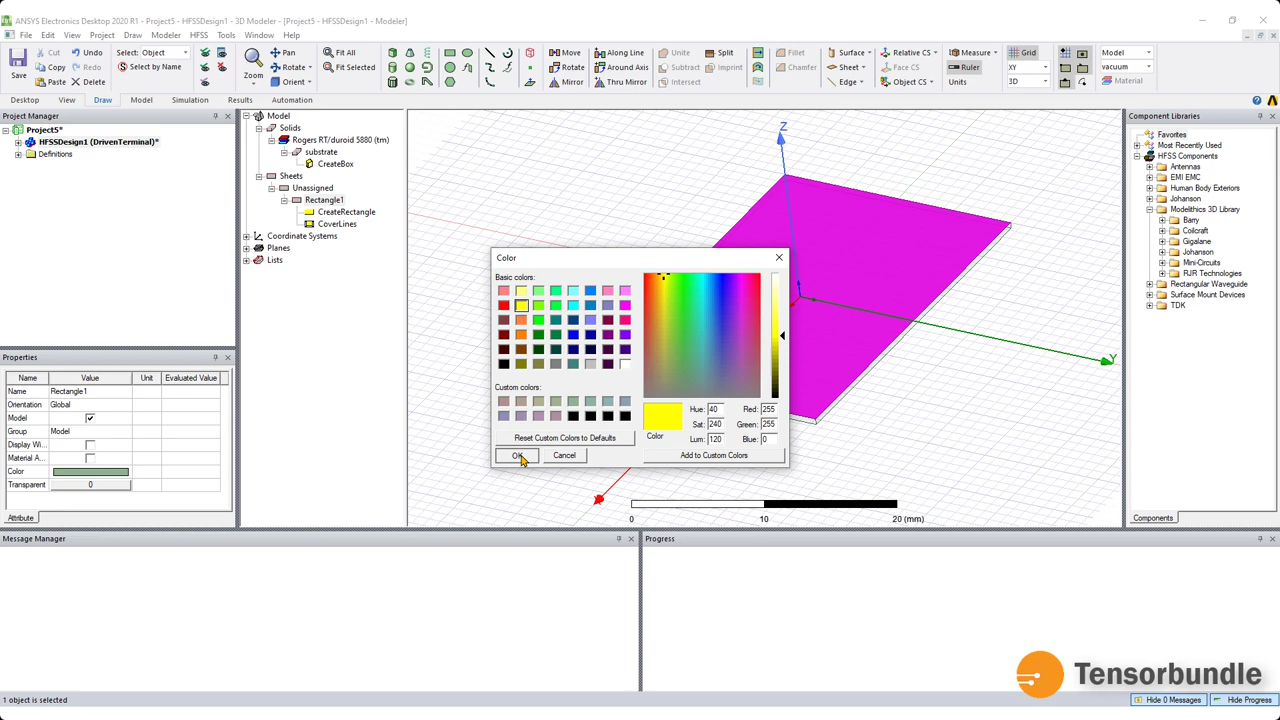 ANSYS Electronics Desktop 2020 R1 - Project5 - HFSSDesign1 - 3D Modeler - [Project5 - HFSSDesign1 - Modeler]
File Edit View Project Draw Modeler HFSS Tools Window Help
Save Cut Copy Paste Undo Redo Delete
Select: Object
Select by Name
Zoom Pan Rotate Orient Fit All Fit Selected
Move Rotate Mirror Along Line Around Axis Thru Mirror
Unite Subtract Intersect Split Imprint
Fillet Chamfer
Surface Sheet Edge
Relative CS Face CS Object CS
Measure Ruler Units
Grid XY 3D
Model vacuum Material
Desktop View Draw Model Simulation Results Automation
Project Manager
Project5*
HFSSDesign1 (DrivenTerminal)*
Definitions
Model
Solids
Rogers RT/duroid 5880 (tm)
substrate
CreateBox
Sheets
Unassigned
Rectangle1
CreateRectangle
CoverLines
Coordinate Systems
Planes
Lists
Properties
Name Value Unit Evaluated Value
Name Rectangle1
Orientation Global
Model
Group Model
Display Wi...
Material A...
Color
Transparent 0
Attribute
Z
Y
0 10 20 (mm)
Color
Basic colors:
Custom colors:
Reset Custom Colors to Defaults
OK Cancel
Color
Hue: 40 Red: 255
Sat: 240 Green: 255
Lum: 120 Blue: 0
Add to Custom Colors
Component Libraries
Favorites
Most Recently Used
HFSS Components
Antennas
EMI EMC
Human Body Exteriors
Johanson
Modelithics 3D Library
Barry
Coilcraft
Gigalane
Johanson
Mini-Circuits
RJR Technologies
Rectangular Waveguide
Surface Mount Devices
TDK
Components
Message Manager
Progress
Tensorbundle
1 object is selected
Hide 0 Messages Hide Progress